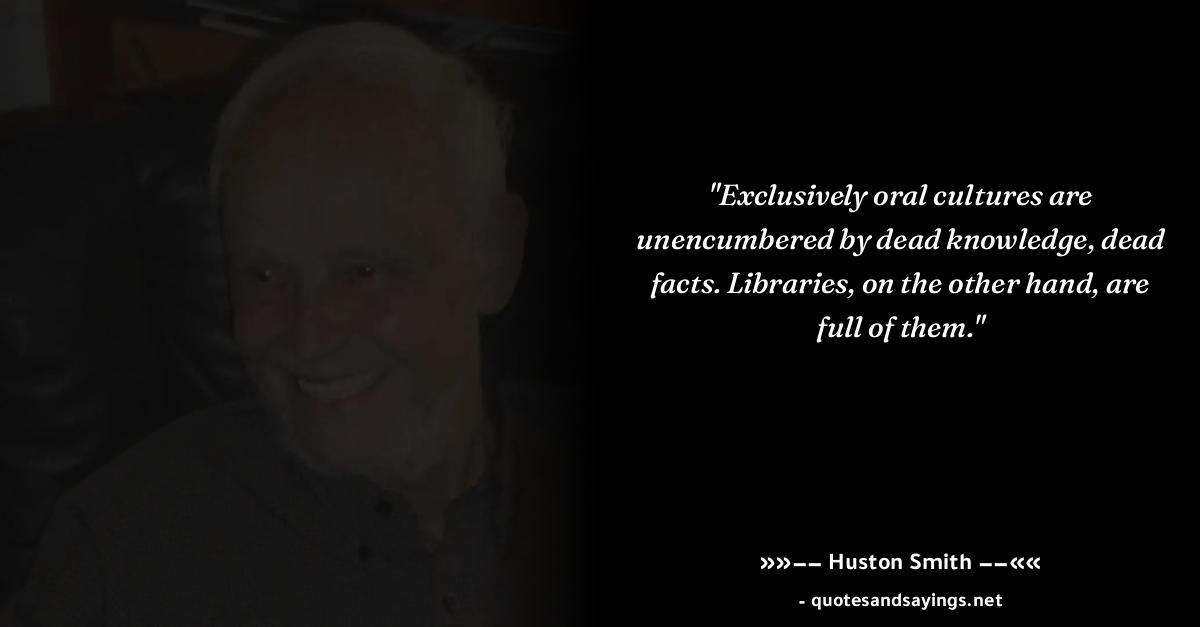 "Exclusively oral cultures are
unencumbered by dead knowledge, dead
facts. Libraries, on the other hand, are
full of them."
»»−− Huston Smith −−««
- quotesandsayings.net